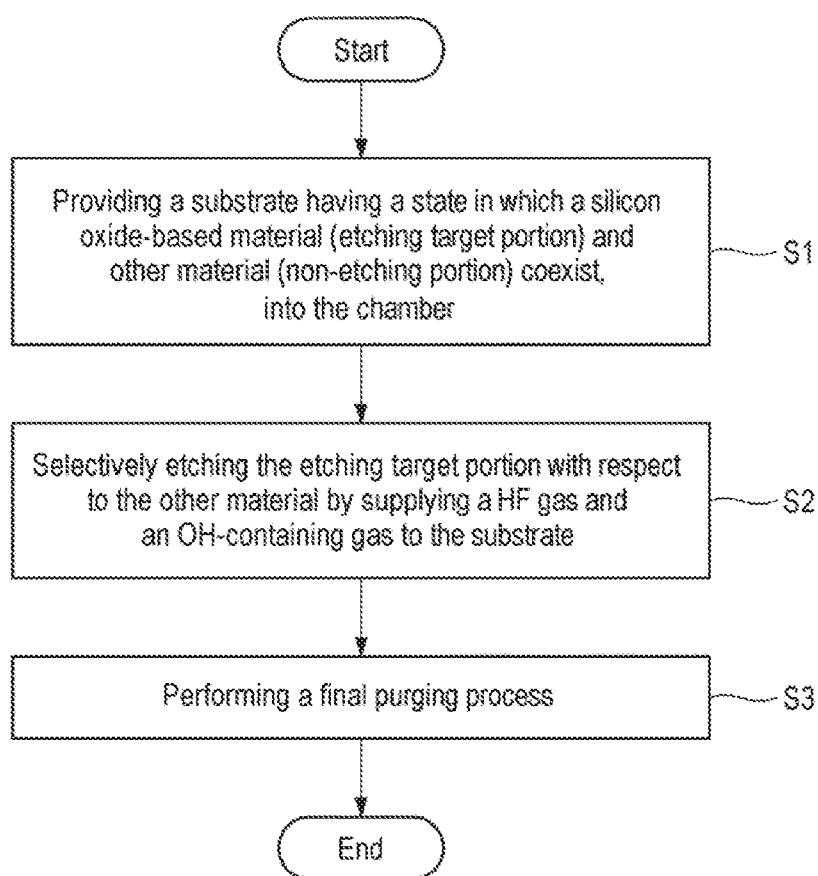 Start
Providing a substrate having a state in which a silicon
oxide-based material (etching target portion) and
other material (non-etching portion) coexist,
into the chamber
S1
Selectively etching the etching target portion with respect
to the other material by supplying a HF gas and
an OH-containing gas to the substrate
S2
Performing a final purging process
S3
End